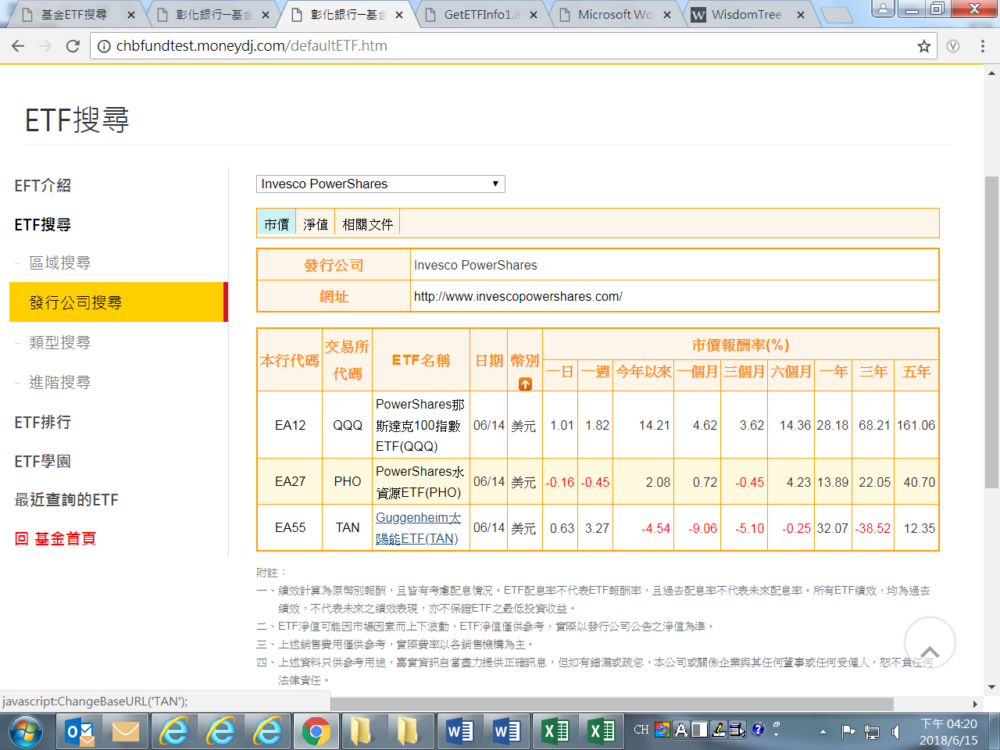 基金ETF搜尋
彰化銀行─基金
彰化銀行─基金
GetETFInfo1.a
Microsoft Wo
WisdomTree -
chbfundtest.moneydj.com/defaultETF.htm
ETF搜尋
EFT介紹
ETF搜尋
- 區域搜尋
- 發行公司搜尋
- 類型搜尋
- 進階搜尋
ETF排行
ETF學園
最近查詢的ETF
回 基金首頁
Invesco PowerShares
市價 淨值 相關文件
發行公司 Invesco PowerShares
網址 http://www.invescopowershares.com/
本行代碼 交易所代碼 ETF名稱 日期 幣別 市價報酬率(%)
一日 一週 今年以來 一個月 三個月 六個月 一年 三年 五年
EA12 QQQ PowerShares那斯達克100指數ETF(QQQ) 06/14 美元 1.01 1.82 14.21 4.62 3.62 14.36 28.18 68.21 161.06
EA27 PHO PowerShares水資源ETF(PHO) 06/14 美元 -0.16 -0.45 2.08 0.72 -0.45 4.23 13.89 22.05 40.70
EA55 TAN Guggenheim太陽能ETF(TAN) 06/14 美元 0.63 3.27 -4.54 -9.06 -5.10 -0.25 32.07 -38.52 12.35
附註：
一、績效計算為原幣別報酬，且皆有考慮配息情況。ETF配息率不代表ETF報酬率，且過去配息率不代表未來配息率。所有ETF績效，均為過去
績效，不代表未來之績效表現，亦不保證ETF之最低投資收益。
二、ETF淨值可能因市場因素而上下波動，ETF淨值僅供參考，實際以發行公司公告之淨值為準。
三、上述銷售費用僅供參考，實際費率以各銷售機構為主。
四、上述資料只供參考用途，嘉實資訊自當盡力提供正確訊息，但如有錯漏或疏忽，本公司或關係企業與其任何董事或任何受僱人，恕不負任何
法律責任。
javascript:ChangeBaseURL('TAN');
CH
下午 04:20
2018/6/15